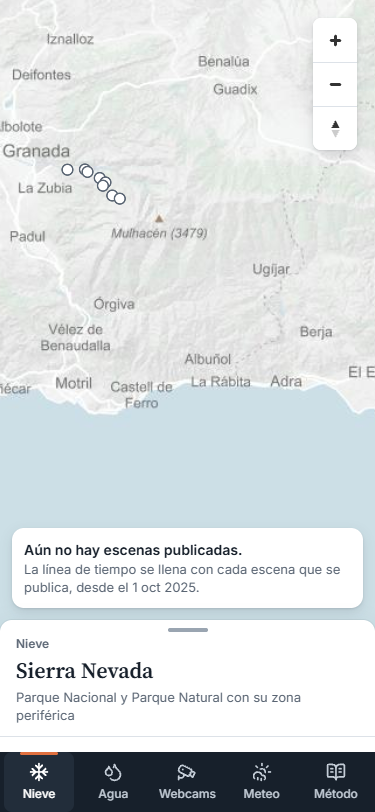 Iznalloz
Benalúa
Deifontes
Guadix
lbolote
Granada
La Zubia
Mulhacén (3479)
Padul
Ugíjar
Órgiva
Vélez de
Benaudalla
Berja
Albuñol
El E
ñécar
Motril
Castell de
Ferro
La Rábita
Adra
Aún no hay escenas publicadas.
La línea de tiempo se llena con cada escena que se
publica, desde el 1 oct 2025.
Nieve
Sierra Nevada
Parque Nacional y Parque Natural con su zona
periférica
Nieve
Agua
Webcams
Meteo
Método